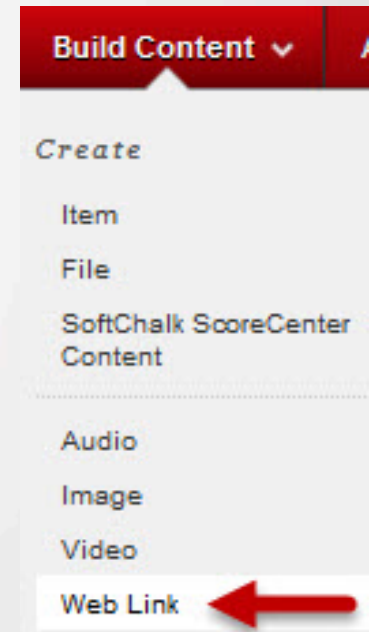 Build Content
Create
Item
File
SoftChalk ScoreCenter
Content
Audio
Image
Video
Web Link